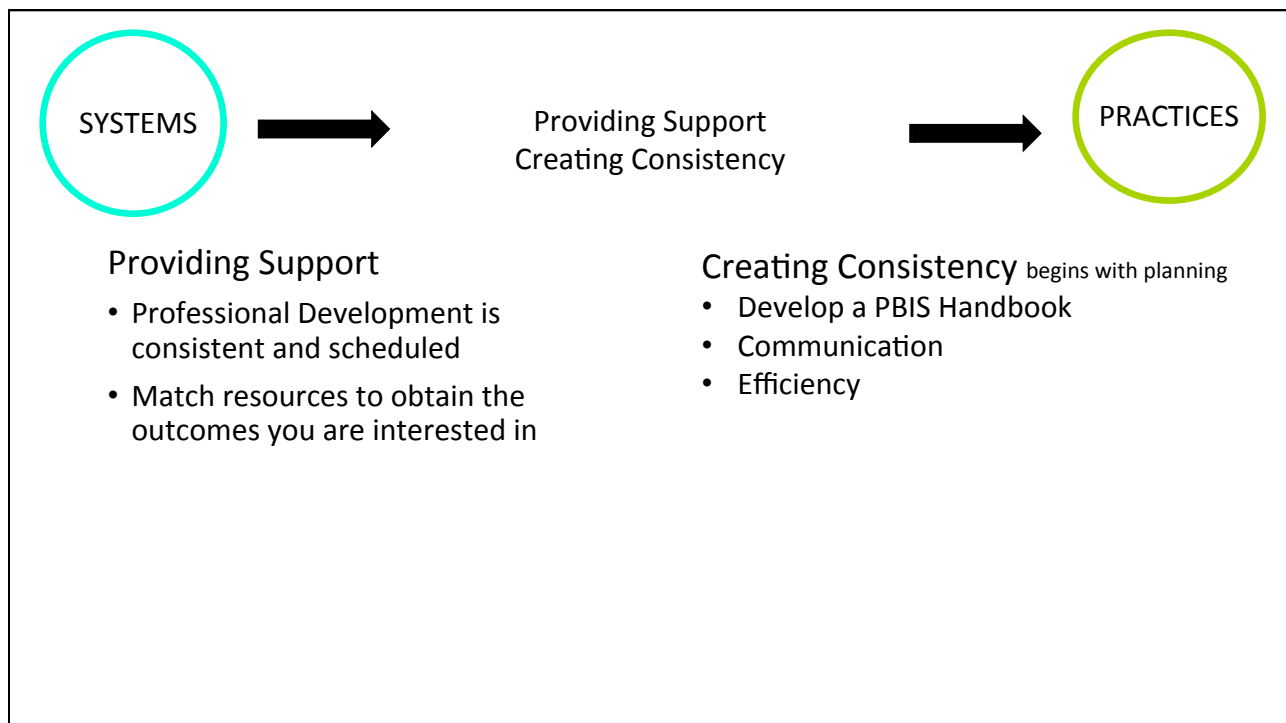 SYSTEMS
Providing Support
Creating Consistency
PRACTICES
Providing Support
• Professional Development is
consistent and scheduled
• Match resources to obtain the
outcomes you are interested in
Creating Consistency begins with planning
• Develop a PBIS Handbook
• Communication
• Efficiency